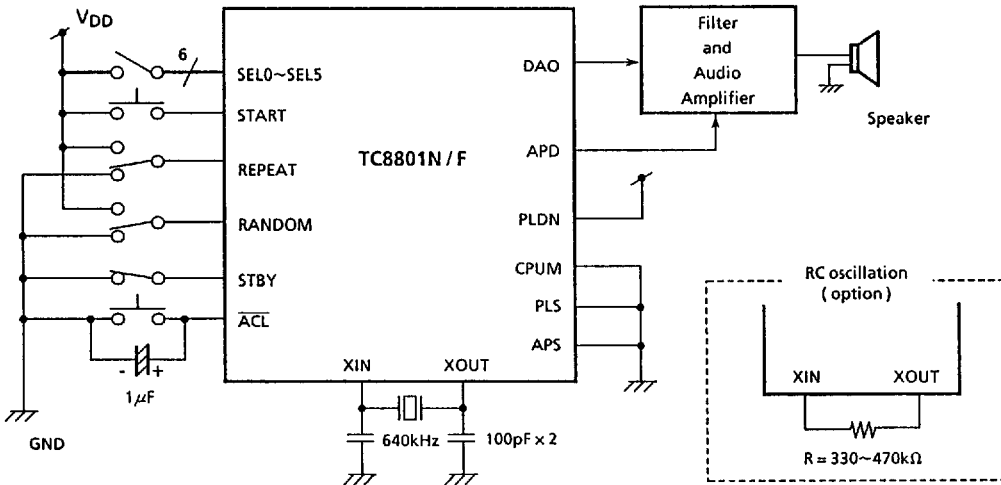 VDD
6
SEL0~SEL5
START
REPEAT
RANDOM
STBY
ACL
- +
1μF
GND
TC8801N / F
XIN
XOUT
640kHz
100pF × 2
DAO
APD
PLDN
CPUM
PLS
APS
Filter
and
Audio
Amplifier
Speaker
RC oscillation
( option )
XIN
XOUT
R = 330~470kΩ